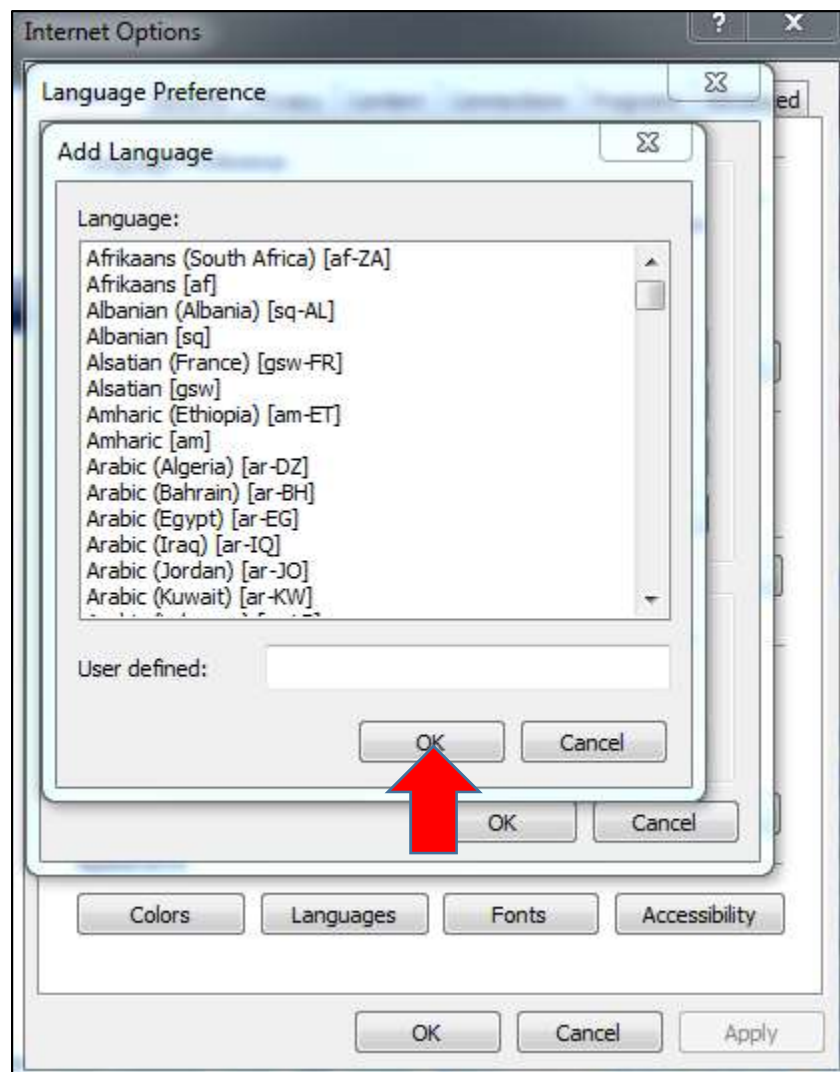 Internet Options
Language Preference
ed
Add Language
Language:
Afrikaans (South Africa) [af-ZA]
Afrikaans [af]
Albanian (Albania) [sq-AL]
Albanian [sq]
Alsatian (France) [gsw-FR]
Alsatian [gsw]
Amharic (Ethiopia) [am-ET]
Amharic [am]
Arabic (Algeria) [ar-DZ]
Arabic (Bahrain) [ar-BH]
Arabic (Egypt) [ar-EG]
Arabic (Iraq) [ar-IQ]
Arabic (Jordan) [ar-JO]
Arabic (Kuwait) [ar-KW]
User defined:
OK Cancel
OK Cancel
Colors Languages Fonts Accessibility
OK Cancel Apply